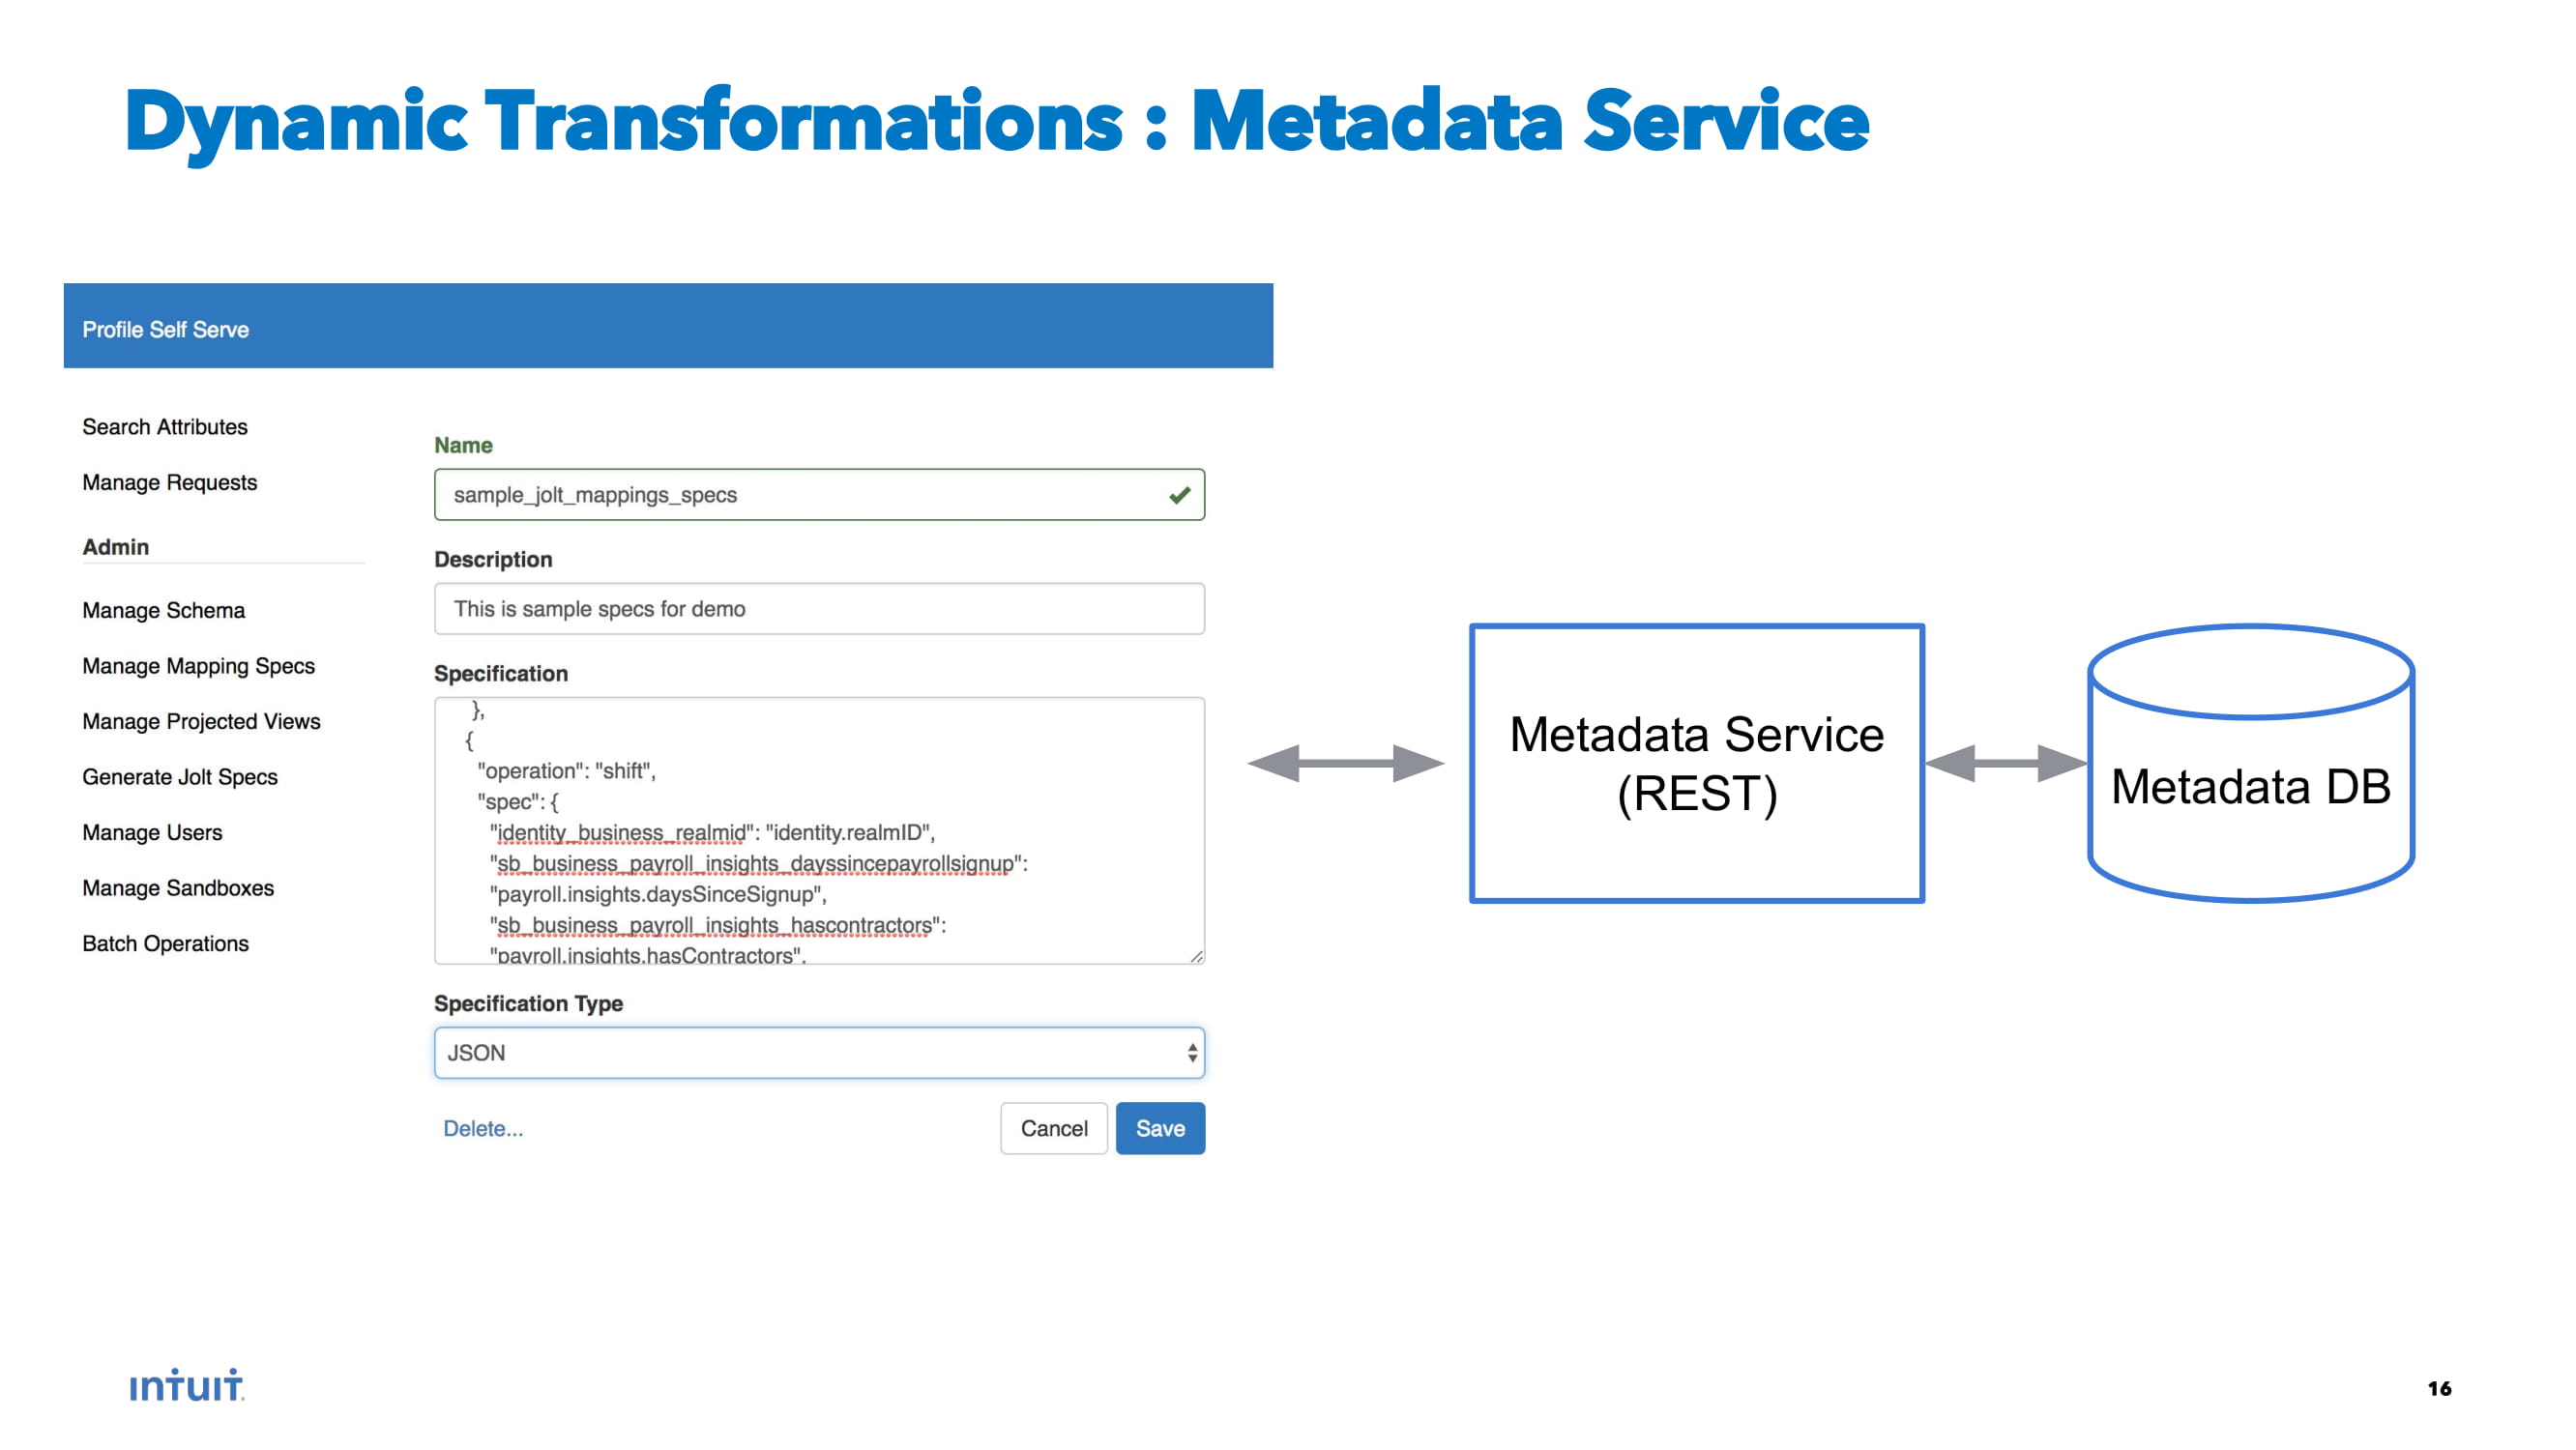 Dynamic Transformations : Metadata Service
Profile Self Serve
Search Attributes
Manage Requests
Admin
Manage Schema
Manage Mapping Specs
Manage Projected Views
Generate Jolt Specs
Manage Users
Manage Sandboxes
Batch Operations
Name
sample_jolt_mappings_specs
Description
This is sample specs for demo
Specification
},
{
"operation": "shift",
"spec": {
"identity_business_realmid": "identity.realmID",
"sb_business_payroll_insights_dayssincepayrollsignup":
"payroll.insights.daysSinceSignup",
"sb_business_payroll_insights_hascontractors":
"payroll.insights.hasContractors",
Specification Type
JSON
Delete...
Cancel
Save
Metadata Service
(REST)
Metadata DB
intuit.
16